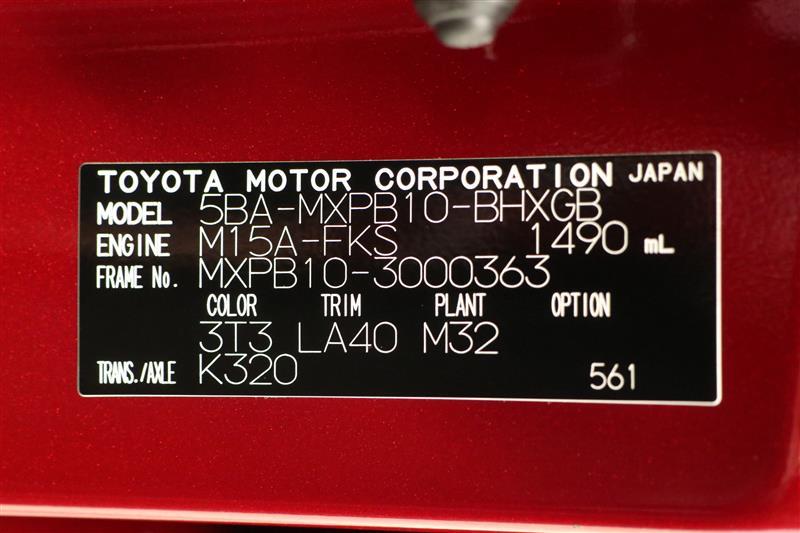 TOYOTA MOTOR CORPORATION JAPAN
MODEL 5BA-MXPB10-BHXGB
ENGINE M15A-FKS 1490 mL
FRAME No. MXPB10-3000363
COLOR TRIM PLANT OPTION
3T3 LA40 M32
TRANS./AXLE K320 561